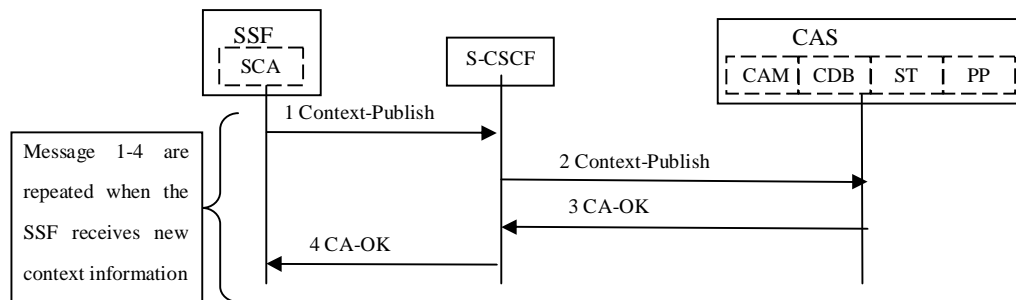 SSF
SCA
S-CSCF
CAS
CAM
CDB
ST
PP
1 Context-Publish
2 Context-Publish
3 CA-OK
4 CA-OK
Message 1-4 are
repeated when the
SSF receives new
context information